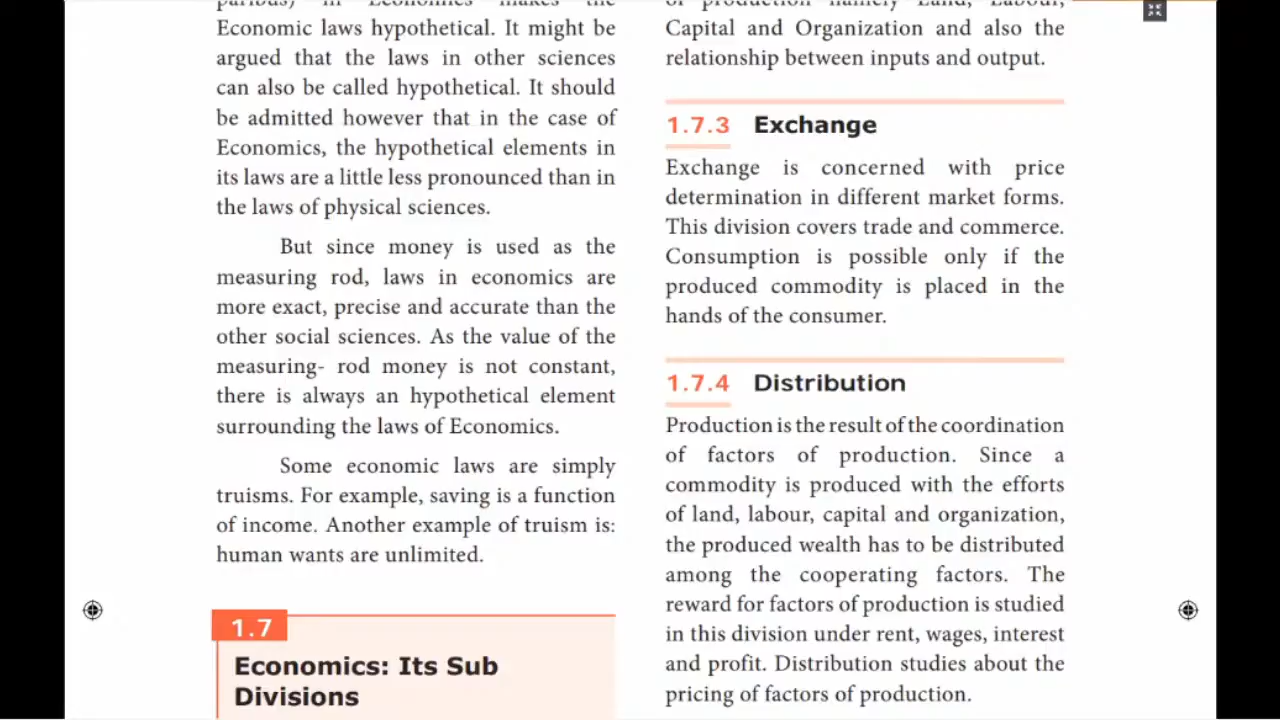 paribus) in Economics makes the
Economic laws hypothetical. It might be
argued that the laws in other sciences
can also be called hypothetical. It should
be admitted however that in the case of
Economics, the hypothetical elements in
its laws are a little less pronounced than in
the laws of physical sciences.
But since money is used as the
measuring rod, laws in economics are
more exact, precise and accurate than the
other social sciences. As the value of the
measuring- rod money is not constant,
there is always an hypothetical element
surrounding the laws of Economics.
Some economic laws are simply
truisms. For example, saving is a function
of income. Another example of truism is:
human wants are unlimited.
1.7
Economics: Its Sub
Divisions
of production namely Land, Labour,
Capital and Organization and also the
relationship between inputs and output.
1.7.3 Exchange
Exchange is concerned with price
determination in different market forms.
This division covers trade and commerce.
Consumption is possible only if the
produced commodity is placed in the
hands of the consumer.
1.7.4 Distribution
Production is the result of the coordination
of factors of production. Since a
commodity is produced with the efforts
of land, labour, capital and organization,
the produced wealth has to be distributed
among the cooperating factors. The
reward for factors of production is studied
in this division under rent, wages, interest
and profit. Distribution studies about the
pricing of factors of production.